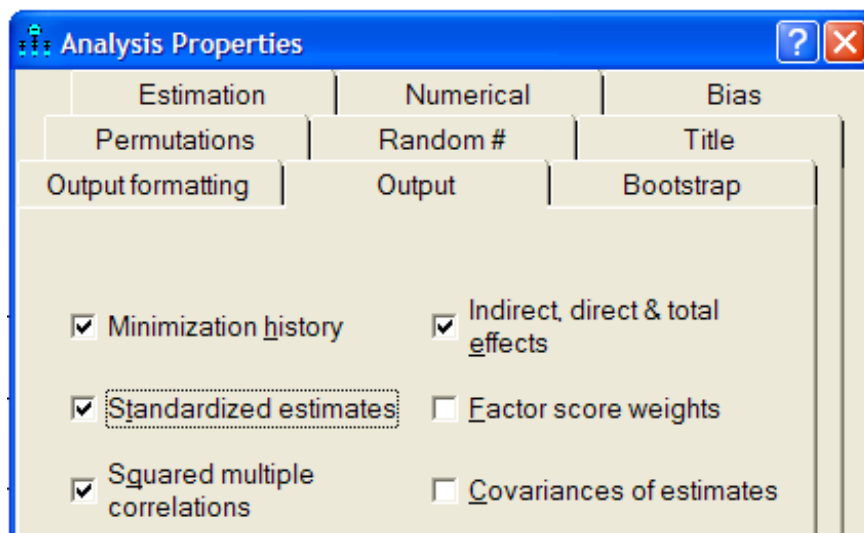 Analysis Properties
Estimation Numerical Bias
Permutations Random # Title
Output formatting Output Bootstrap
Minimization history
Indirect, direct & total
effects
Standardized estimates
Factor score weights
Squared multiple
correlations
Covariances of estimates